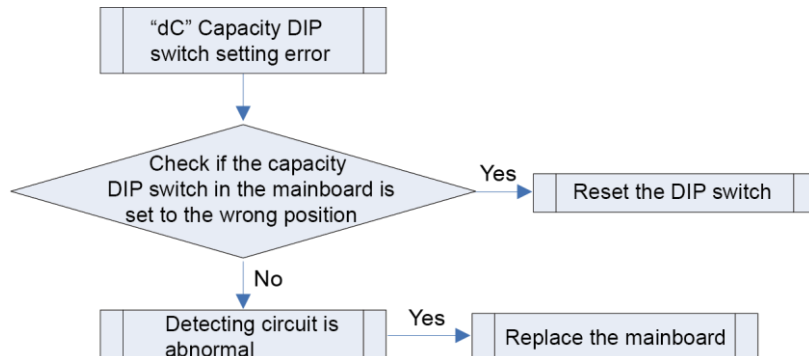 “dC” Capacity DIP
switch setting error
Check if the capacity
DIP switch in the mainboard is
set to the wrong position
Yes
Reset the DIP switch
No
Detecting circuit is
abnormal
Yes
Replace the mainboard